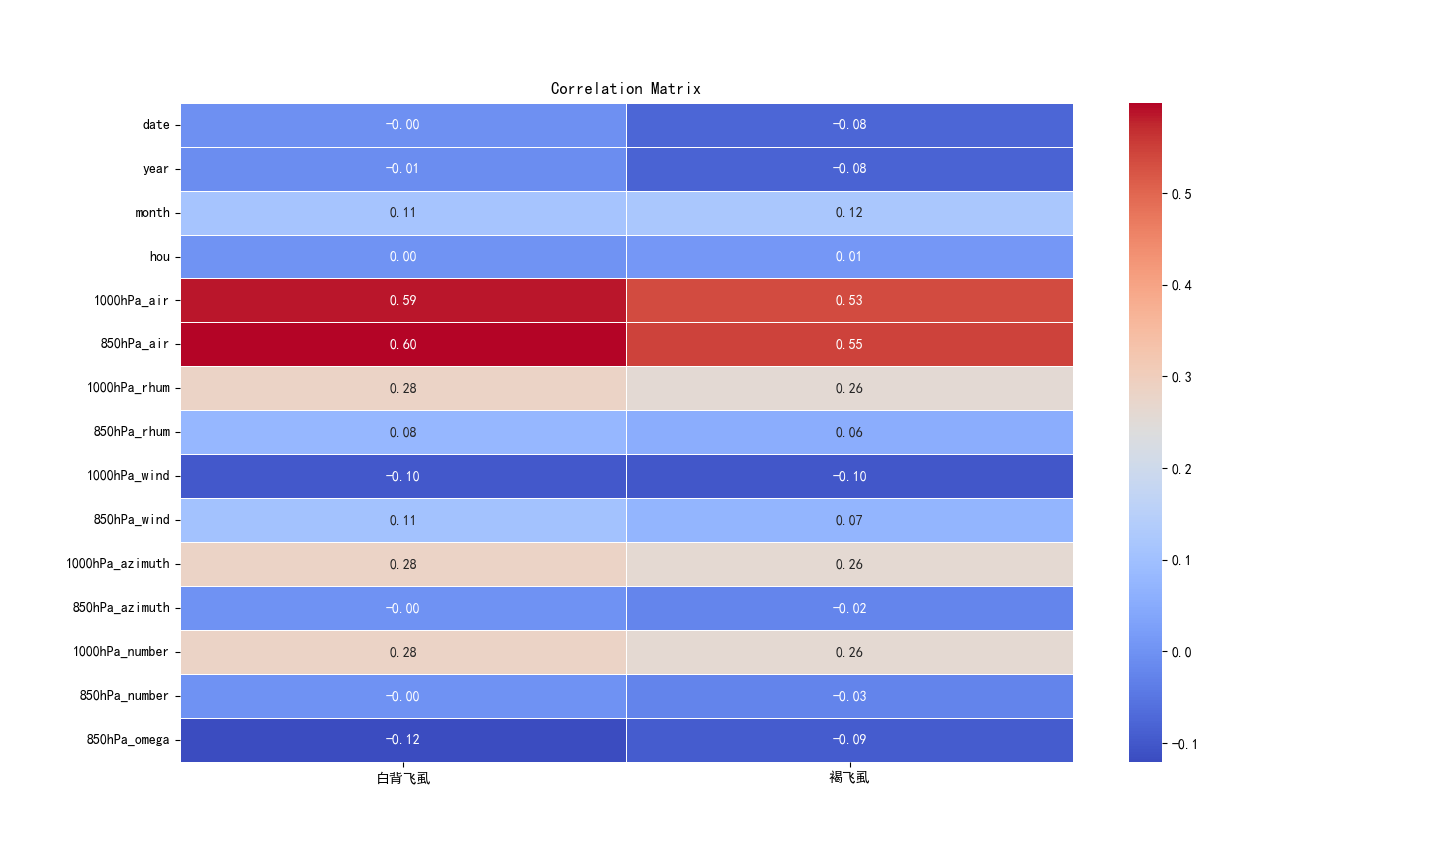 Correlation Matrix
date -0.00 -0.08
year -0.01 -0.08
month 0.11 0.12
hou 0.00 0.01
1000hPa_air 0.59 0.53
850hPa_air 0.60 0.55
1000hPa_rhum 0.28 0.26
850hPa_rhum 0.08 0.06
1000hPa_wind -0.10 -0.10
850hPa_wind 0.11 0.07
1000hPa_azimuth 0.28 0.26
850hPa_azimuth -0.00 -0.02
1000hPa_number 0.28 0.26
850hPa_number -0.00 -0.03
850hPa_omega -0.12 -0.09
白背飞虱 褐飞虱
0.5
0.4
0.3
0.2
0.1
0.0
-0.1